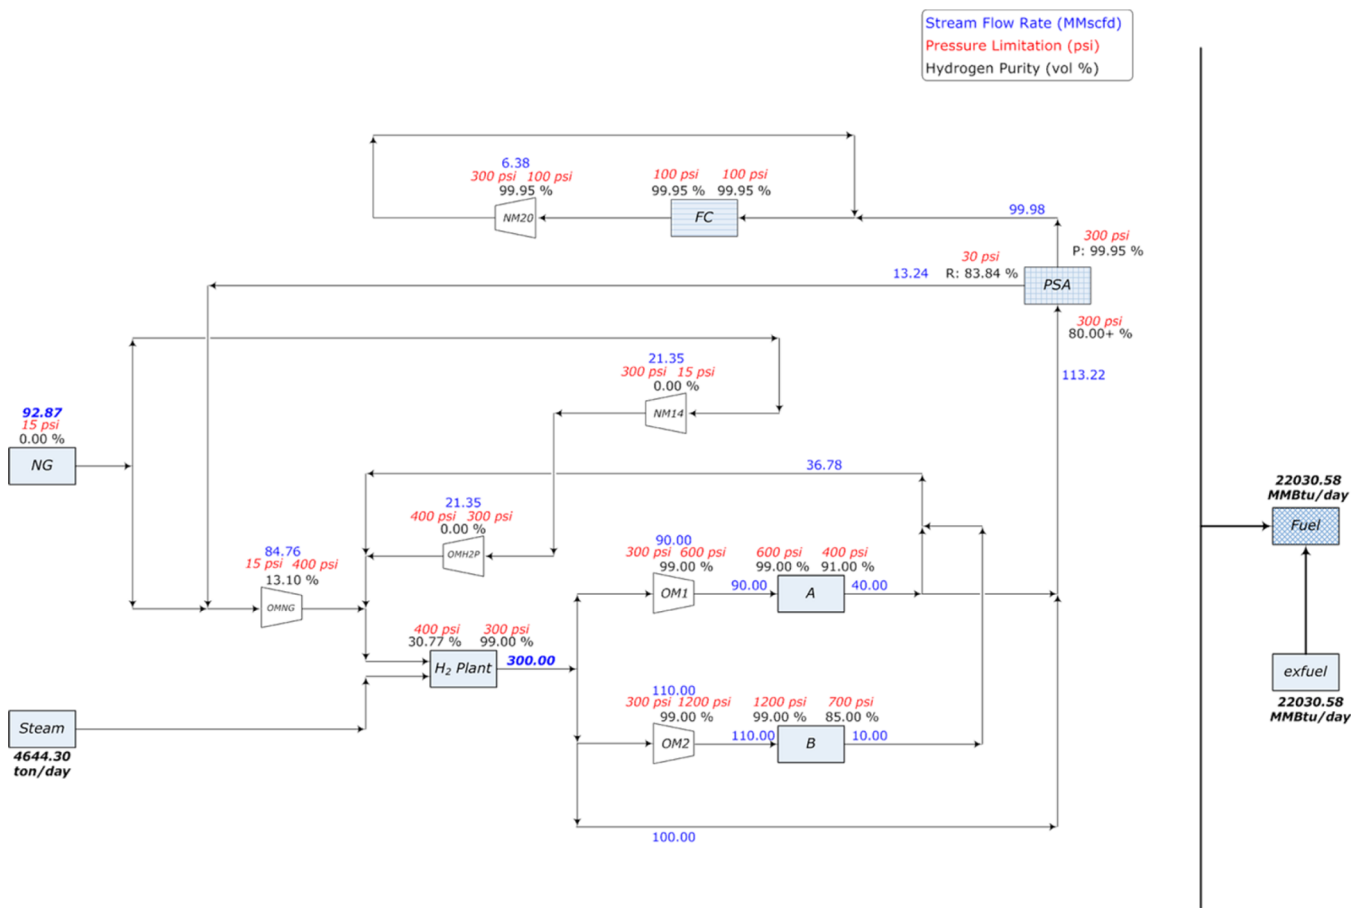 Stream Flow Rate (MMscfd)
Pressure Limitation (psi)
Hydrogen Purity (vol %)
6.38
300 psi 100 psi
99.95 %
NM20
100 psi 100 psi
99.95 % 99.95 %
FC
99.98
300 psi
P: 99.95 %
30 psi
13.24 R: 83.84 %
PSA
300 psi
80.00+ %
113.22
21.35
300 psi 15 psi
0.00 %
NM14
92.87
15 psi
0.00 %
NG
36.78
21.35
400 psi 300 psi
0.00 %
OMH2P
84.76
15 psi 400 psi
13.10 %
OMNG
90.00
300 psi 600 psi
99.00 %
OM1
90.00
600 psi 400 psi
99.00 % 91.00 %
A
40.00
400 psi 300 psi
30.77 % 99.00 %
H2 Plant
300.00
110.00
300 psi 1200 psi
99.00 %
OM2
110.00
1200 psi 700 psi
99.00 % 85.00 %
B
10.00
100.00
Steam
4644.30
ton/day
22030.58
MMBtu/day
Fuel
exfuel
22030.58
MMBtu/day